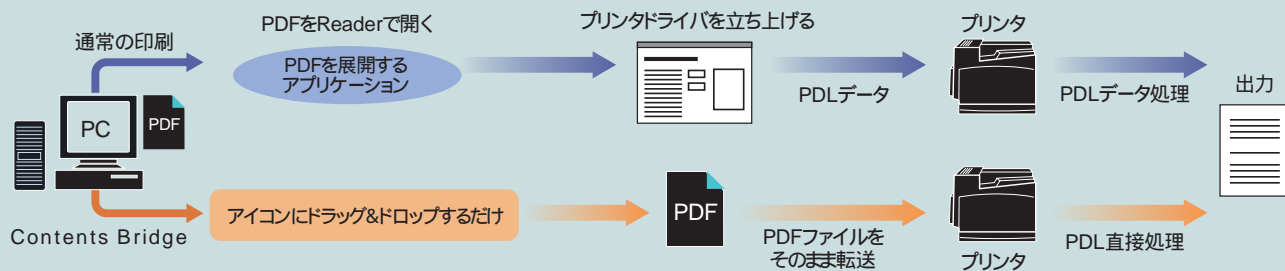 通常の印刷
PDFをReaderで開く
PDFを展開する
アプリケーション
プリンタドライバを立ち上げる
PDLデータ
プリンタ
PDLデータ処理
出力
PC
PDF
Contents Bridge
アイコンにドラッグ&ドロップするだけ
PDF
PDFファイルを
そのまま転送
プリンタ
PDL直接処理